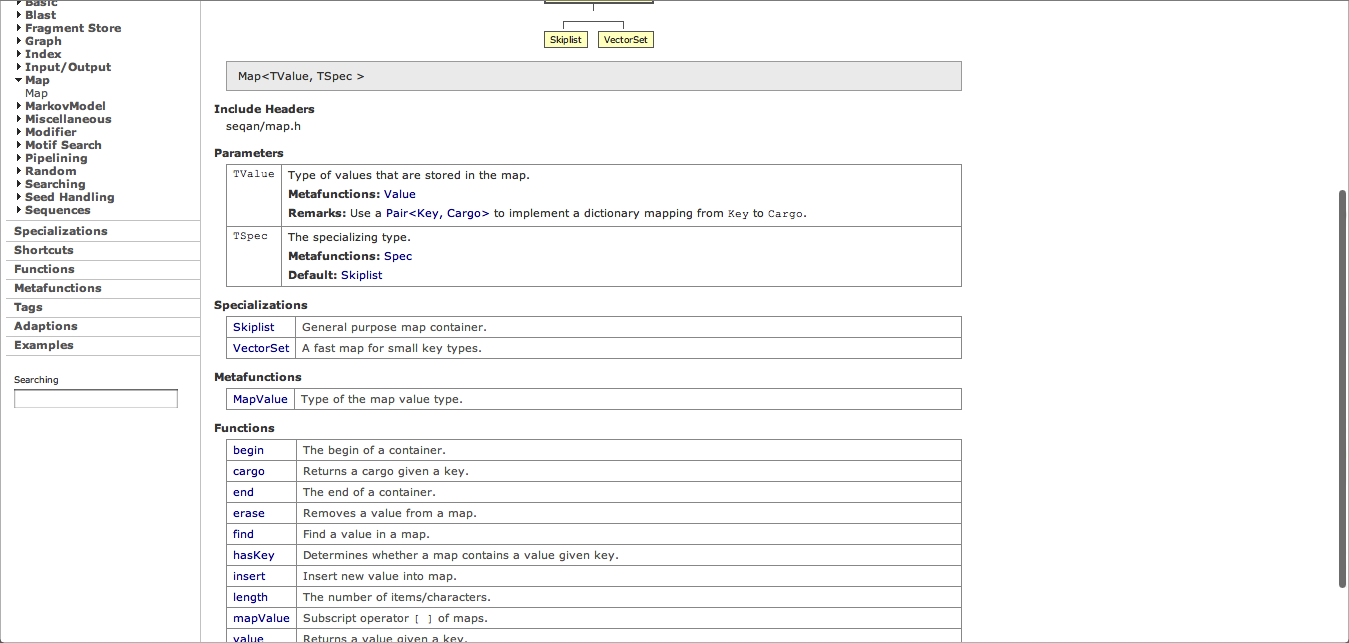 Basic
Blast
Fragment Store
Graph
Index
Input/Output
Map
Map
MarkovModel
Miscellaneous
Modifier
Motif Search
Pipelining
Random
Searching
Seed Handling
Sequences
Specializations
Shortcuts
Functions
Metafunctions
Tags
Adaptions
Examples
Searching
Skiplist VectorSet
Map<TValue, TSpec >
Include Headers
seqan/map.h
Parameters
TValue Type of values that are stored in the map.
Metafunctions: Value
Remarks: Use a Pair<Key, Cargo> to implement a dictionary mapping from Key to Cargo.
TSpec The specializing type.
Metafunctions: Spec
Default: Skiplist
Specializations
Skiplist General purpose map container.
VectorSet A fast map for small key types.
Metafunctions
MapValue Type of the map value type.
Functions
begin The begin of a container.
cargo Returns a cargo given a key.
end The end of a container.
erase Removes a value from a map.
find Find a value in a map.
hasKey Determines whether a map contains a value given key.
insert Insert new value into map.
length The number of items/characters.
mapValue Subscript operator [ ] of maps.
value Returns a value given a key.